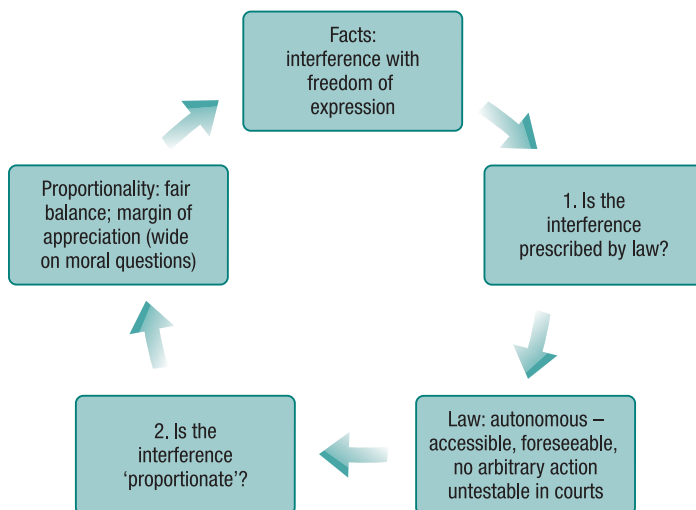 Facts:
interference with
freedom of
expression
1. Is the
interference
prescribed by law?
Law: autonomous –
accessible, foreseeable,
no arbitrary action
untestable in courts
2. Is the
interference
‘proportionate’?
Proportionality: fair
balance; margin of
appreciation (wide
on moral questions)